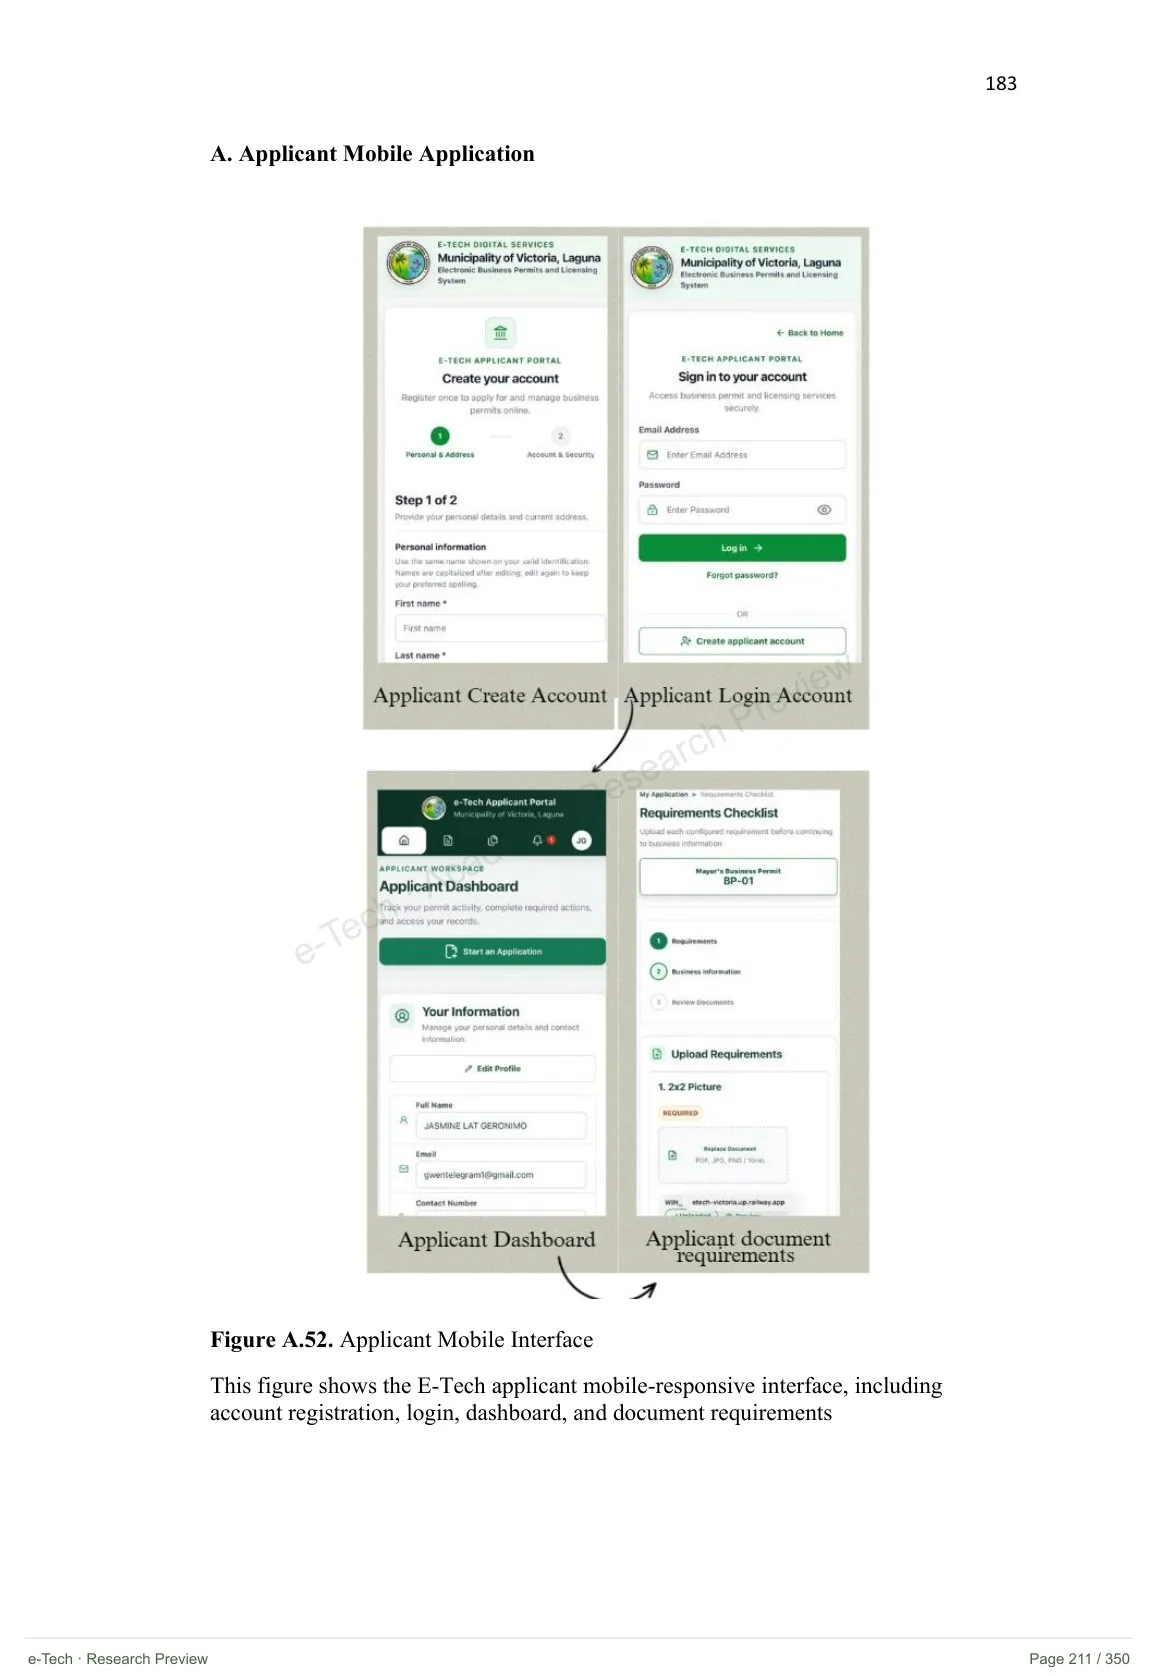 183
A. Applicant Mobile Application
E-TECH DIGITAL SERVICES
Municipality of Victoria, Laguna
Electronic Business Permits and Licensing
System
E-TECH APPLICANT PORTAL
Create your account
Register once to apply for and manage business
permits online.
1
2
Personal & Address
Account & Security
Step 1 of 2
Provide your personal details and current address.
Personal information
Use the same name shown on your valid identification.
Names are capitalized after editing; edit again to keep
your preferred spelling.
First name *
First name
Last name *
Applicant Create Account
E-TECH DIGITAL SERVICES
Municipality of Victoria, Laguna
Electronic Business Permits and Licensing
System
← Back to Home
E-TECH APPLICANT PORTAL
Sign in to your account
Access business permit and licensing services
securely.
Email Address
Enter Email Address
Password
Enter Password
Log in →
Forgot password?
OR
Create applicant account
Applicant Login Account
e-Tech Applicant Portal
Municipality of Victoria, Laguna
1
JG
APPLICANT WORKSPACE
Applicant Dashboard
Track your permit activity, complete required actions,
and access your records.
Start an Application
Your Information
Manage your personal details and contact
information.
Edit Profile
Full Name
JASMINE LAT GERONIMO
Email
gwentelegram1@gmail.com
Contact Number
Applicant Dashboard
My Application > Requirements Checklist
Requirements Checklist
Upload each configured requirement before continuing
to business information.
Mayor's Business Permit
BP-01
1 Requirements
2 Business Information
3 Review Documents
Upload Requirements
1. 2x2 Picture
REQUIRED
Replace Document
PDF, JPG, PNG / 10mb
WIN_ etech-victoria.up.railway.app
Applicant document
requirements
Figure A.52. Applicant Mobile Interface
This figure shows the E-Tech applicant mobile-responsive interface, including
account registration, login, dashboard, and document requirements
e-Tech · Research Preview
Page 211 / 350